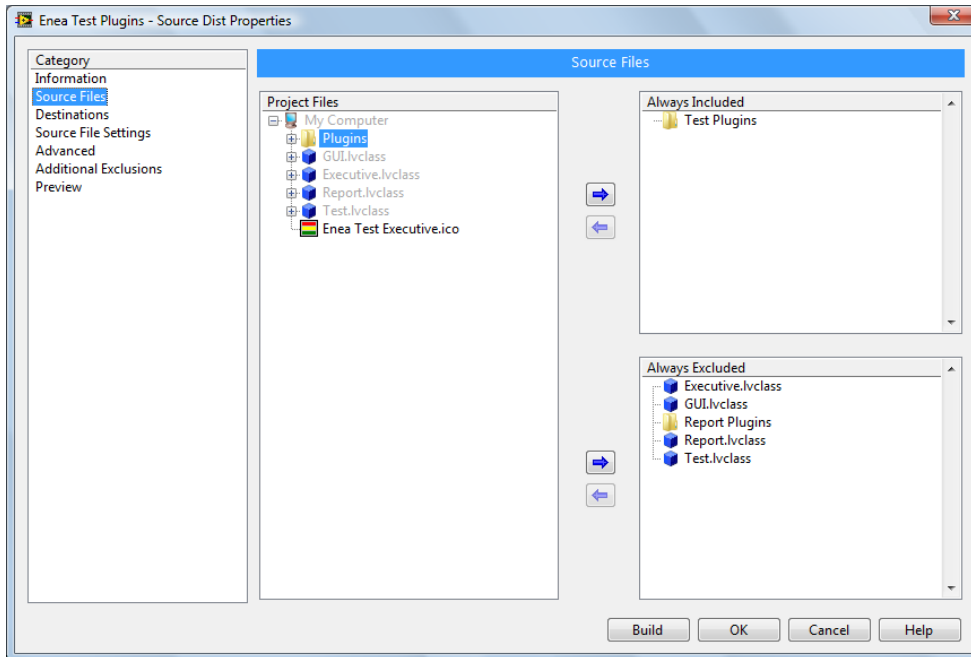 Enea Test Plugins - Source Dist Properties
Category
Information
Source Files
Destinations
Source File Settings
Advanced
Additional Exclusions
Preview
Source Files
Project Files
My Computer
Plugins
GUI.lvclass
Executive.lvclass
Report.lvclass
Test.lvclass
Enea Test Executive.ico
Always Included
Test Plugins
Always Excluded
Executive.lvclass
GUI.lvclass
Report Plugins
Report.lvclass
Test.lvclass
Build
OK
Cancel
Help